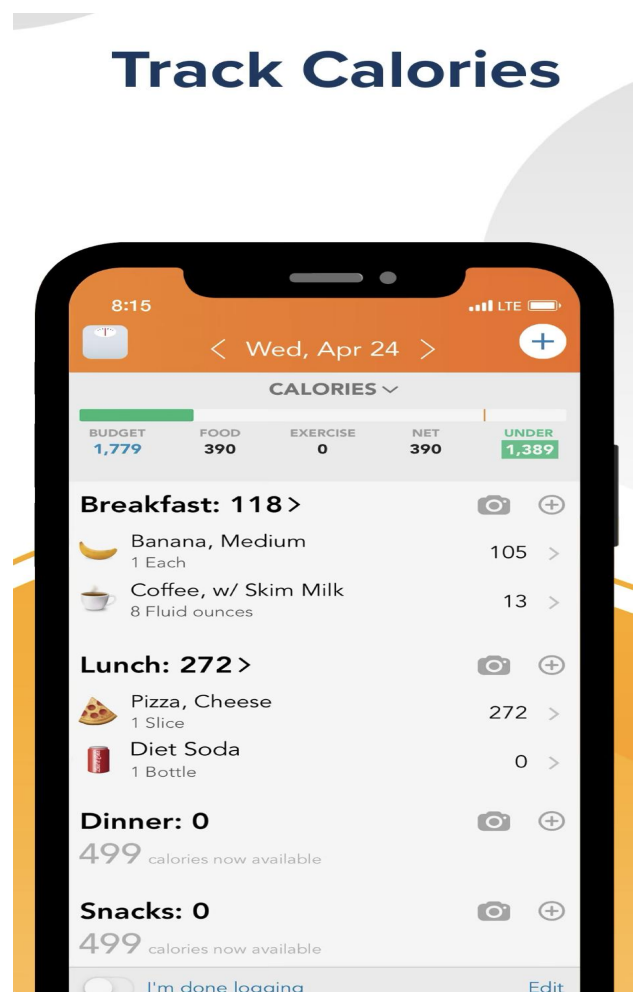 Track Calories
8:15
LTE
T
Wed, Apr 24
CALORIES
BUDGET FOOD EXERCISE NET UNDER
1,779 390 0 390 1,389
Breakfast: 118
Banana, Medium
1 Each
105
Coffee, w/ Skim Milk
8 Fluid ounces
13
Lunch: 272
Pizza, Cheese
1 Slice
272
Diet Soda
1 Bottle
0
Dinner: 0
499 calories now available
Snacks: 0
499 calories now available
I'm done logging Edit